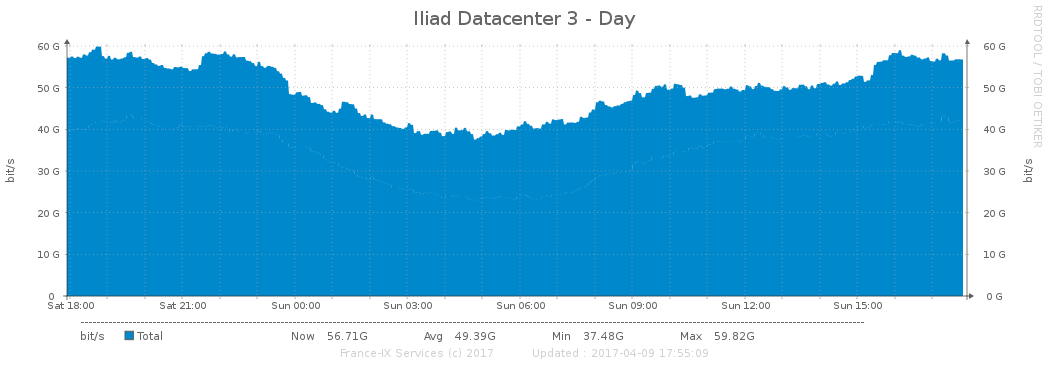 Iliad Datacenter 3 - Day
RRDTOOL / TOBI OETIKER
60 G 60 G
50 G 50 G
40 G 40 G
30 G 30 G
20 G 20 G
10 G 10 G
0 0 G
bit/s bit/s
Sat 18:00 Sat 21:00 Sun 00:00 Sun 03:00 Sun 06:00 Sun 09:00 Sun 12:00 Sun 15:00
bit/s Total Now 56.71G Avg 49.39G Min 37.48G Max 59.82G
France-IX Services (c) 2017 Updated : 2017-04-09 17:55:09